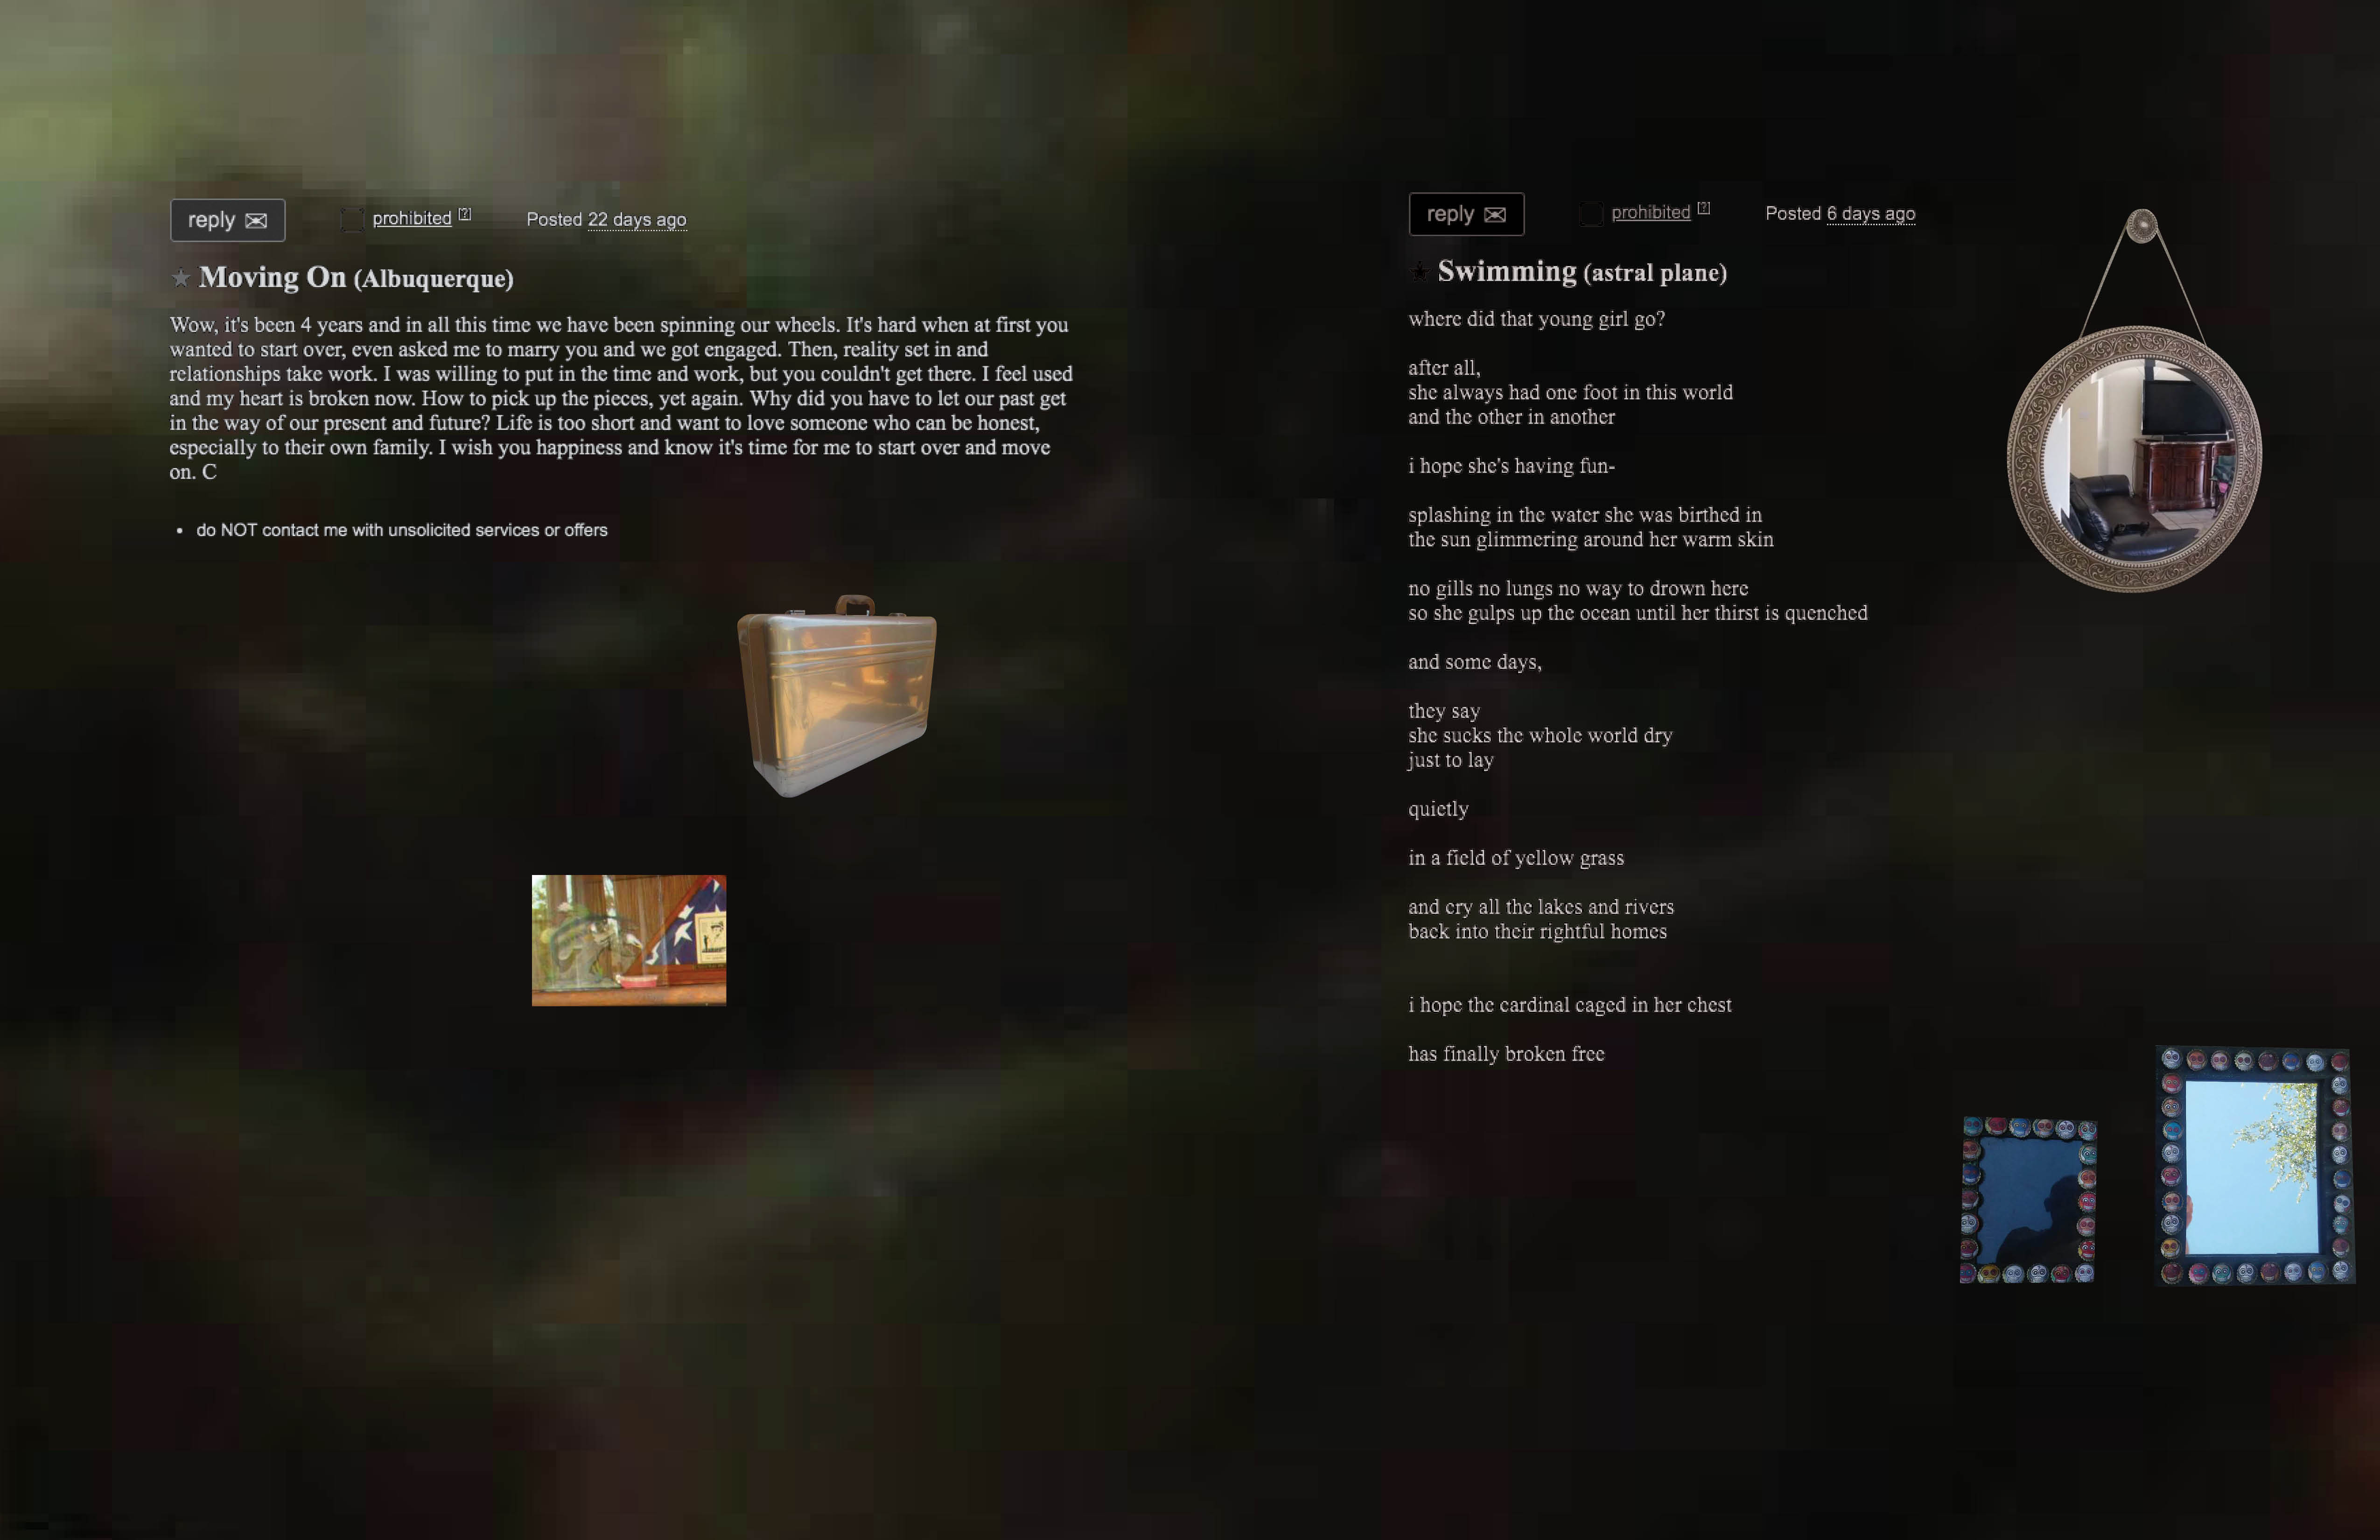 reply
prohibited [?]
Posted 22 days ago
★ Moving On (Albuquerque)
Wow, it's been 4 years and in all this time we have been spinning our wheels. It's hard when at first you
wanted to start over, even asked me to marry you and we got engaged. Then, reality set in and
relationships take work. I was willing to put in the time and work, but you couldn't get there. I feel used
and my heart is broken now. How to pick up the pieces, yet again. Why did you have to let our past get
in the way of our present and future? Life is too short and want to love someone who can be honest,
especially to their own family. I wish you happiness and know it's time for me to start over and move
on. C
• do NOT contact me with unsolicited services or offers
reply
prohibited [?]
Posted 6 days ago
★ Swimming (astral plane)
where did that young girl go?
after all,
she always had one foot in this world
and the other in another
i hope she's having fun-
splashing in the water she was birthed in
the sun glimmering around her warm skin
no gills no lungs no way to drown here
so she gulps up the ocean until her thirst is quenched
and some days,
they say
she sucks the whole world dry
just to lay
quietly
in a field of yellow grass
and cry all the lakes and rivers
back into their rightful homes
i hope the cardinal caged in her chest
has finally broken free